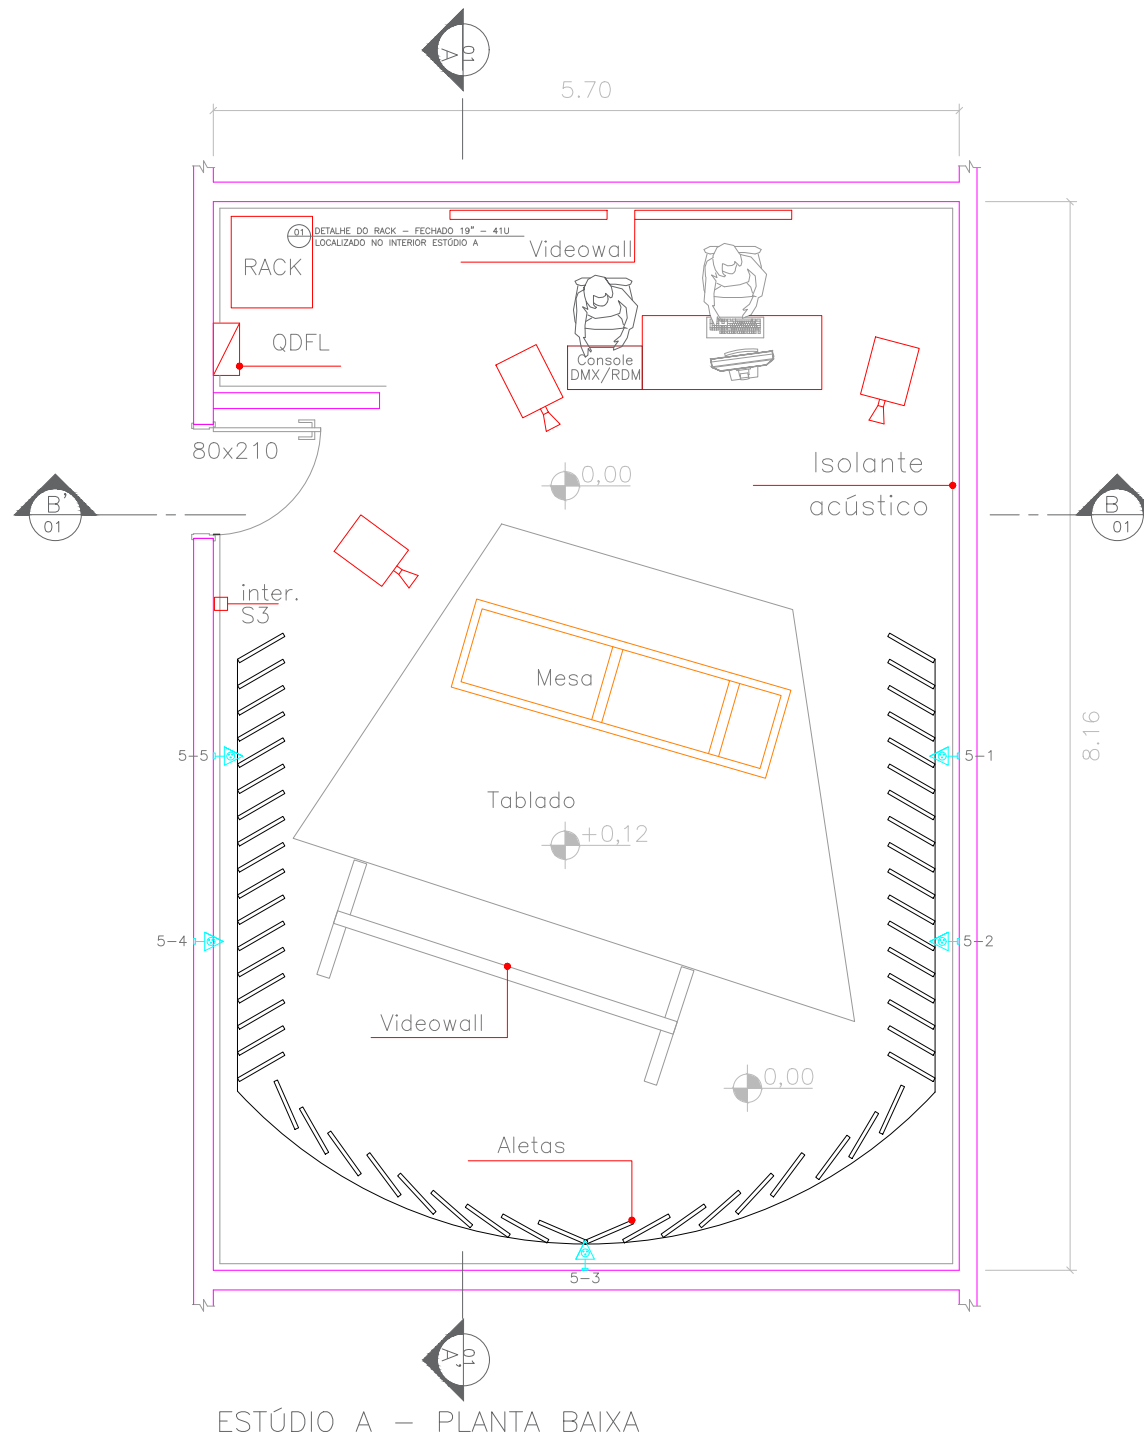 01
A
5.70
01 DETALHE DO RACK – FECHADO 19" – 41U
LOCALIZADO NO INTERIOR ESTÚDIO A
Videowall
RACK
QDFL
Console
DMX/RDM
80x210
Isolante
acústico
0,00
B'
01
B
01
inter.
S3
Mesa
8.16
5-5
5-1
Tablado
+0,12
5-4
5-2
Videowall
0,00
Aletas
5-3
01
A'
ESTÚDIO A – PLANTA BAIXA